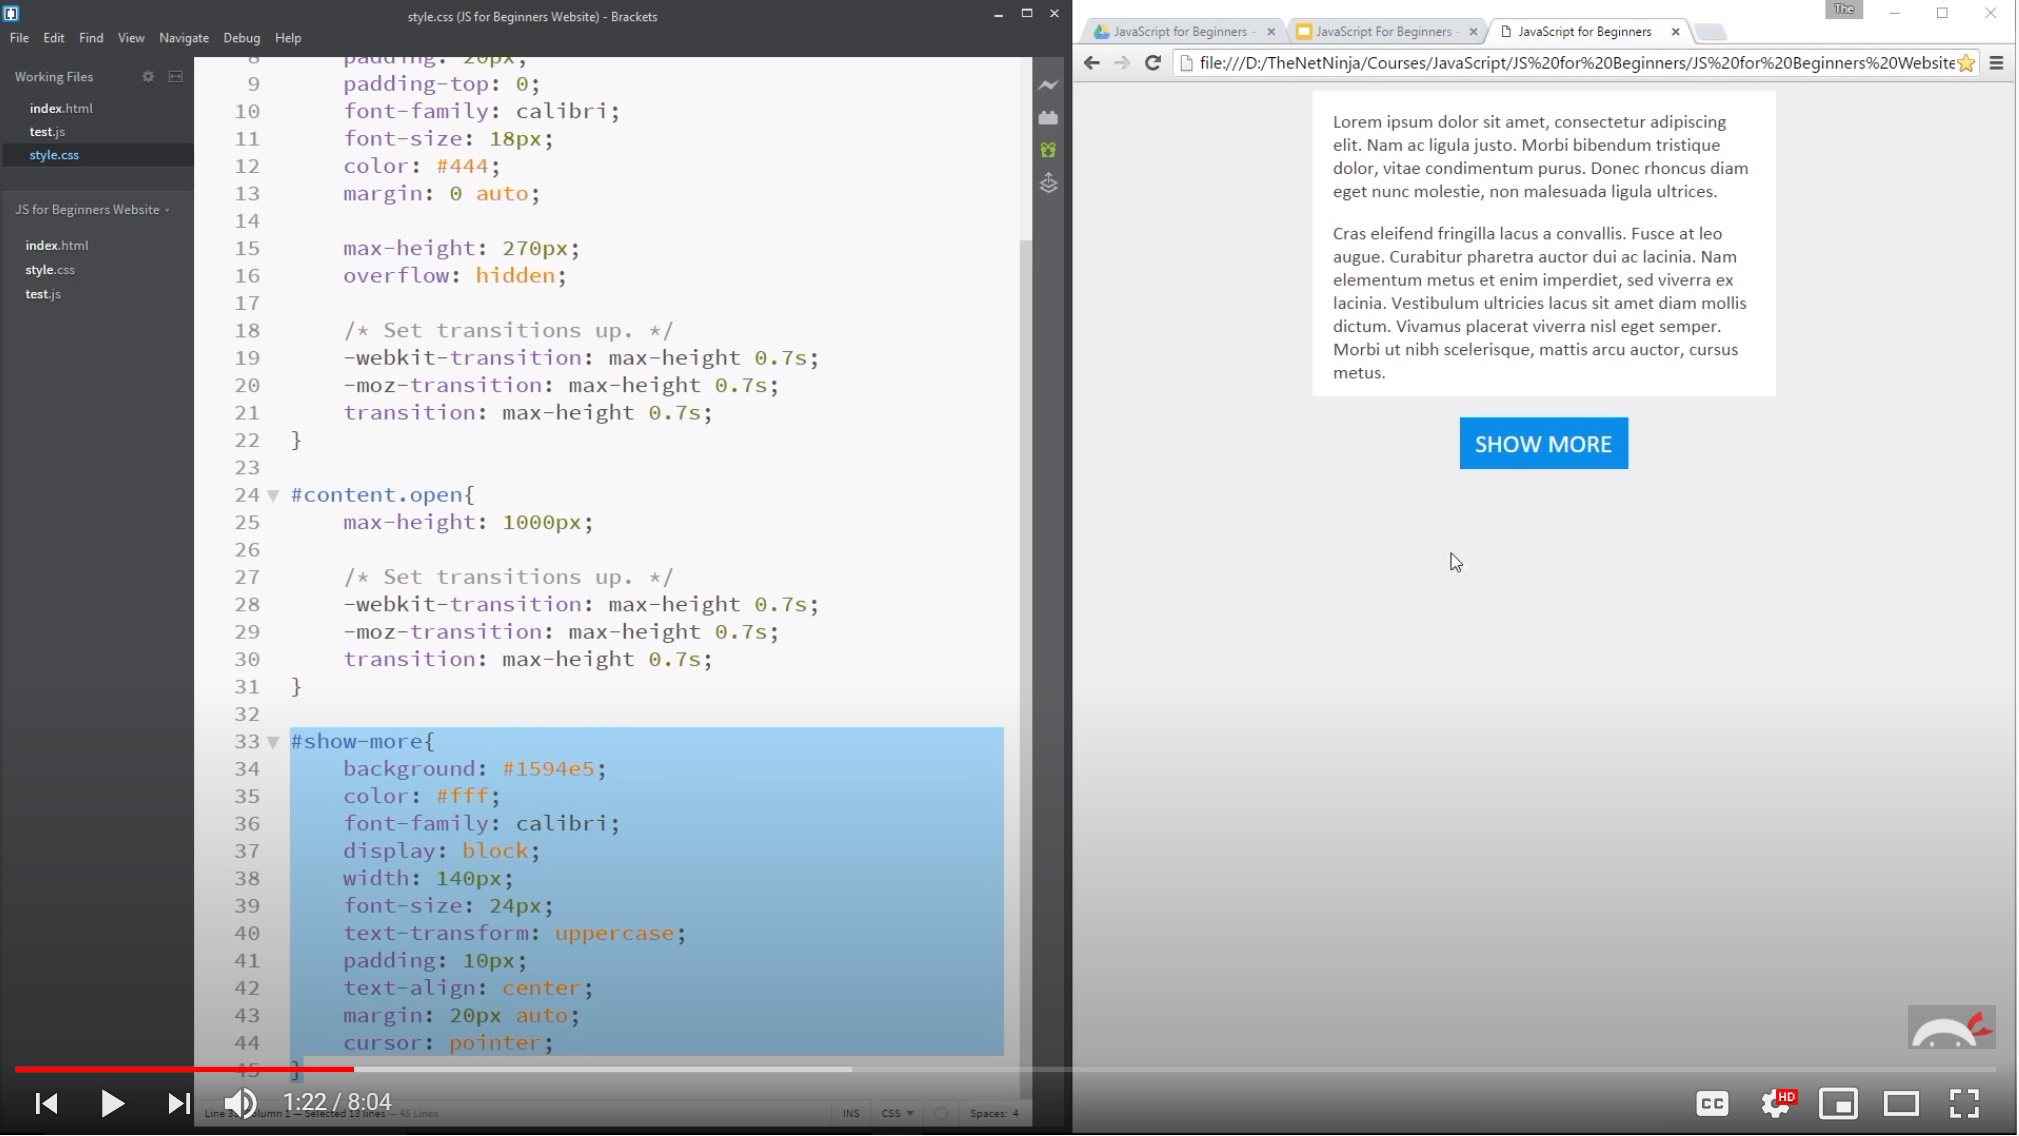 style.css (JS for Beginners Website) - Brackets
File Edit Find View Navigate Debug Help
Working Files
index.html
test.js
style.css
JS for Beginners Website
index.html
style.css
test.js
8 padding: 20px;
9 padding-top: 0;
10 font-family: calibri;
11 font-size: 18px;
12 color: #444;
13 margin: 0 auto;
14
15 max-height: 270px;
16 overflow: hidden;
17
18 /* Set transitions up. */
19 -webkit-transition: max-height 0.7s;
20 -moz-transition: max-height 0.7s;
21 transition: max-height 0.7s;
22 }
23
24 #content.open{
25 max-height: 1000px;
26
27 /* Set transitions up. */
28 -webkit-transition: max-height 0.7s;
29 -moz-transition: max-height 0.7s;
30 transition: max-height 0.7s;
31 }
32
33 #show-more{
34 background: #1594e5;
35 color: #fff;
36 font-family: calibri;
37 display: block;
38 width: 140px;
39 font-size: 24px;
40 text-transform: uppercase;
41 padding: 10px;
42 text-align: center;
43 margin: 20px auto;
44 cursor: pointer;
45 }
1:22 / 8:04
Column 1 — Selected 13 lines — 45 Lines
INS CSS Spaces: 4
The
JavaScript for Beginners - JavaScript For Beginners - JavaScript for Beginners
file:///D:/TheNetNinja/Courses/JavaScript/JS%20for%20Beginners/JS%20for%20Beginners%20Website
Lorem ipsum dolor sit amet, consectetur adipiscing
elit. Nam ac ligula justo. Morbi bibendum tristique
dolor, vitae condimentum purus. Donec rhoncus diam
eget nunc molestie, non malesuada ligula ultrices.
Cras eleifend fringilla lacus a convallis. Fusce at leo
augue. Curabitur pharetra auctor dui ac lacinia. Nam
elementum metus et enim imperdiet, sed viverra ex
lacinia. Vestibulum ultricies lacus sit amet diam mollis
dictum. Vivamus placerat viverra nisl eget semper.
Morbi ut nibh scelerisque, mattis arcu auctor, cursus
metus.
SHOW MORE
CC HD